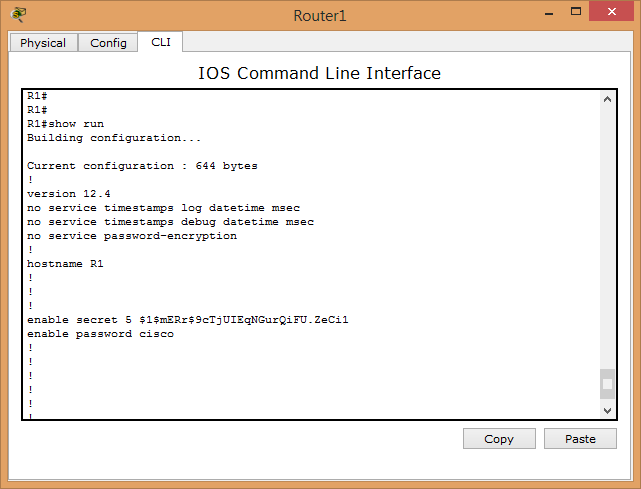 Router1
Physical
Config
CLI
IOS Command Line Interface
R1#
R1#
R1#show run
Building configuration...
Current configuration : 644 bytes
!
version 12.4
no service timestamps log datetime msec
no service timestamps debug datetime msec
no service password-encryption
!
hostname R1
!
!
!
enable secret 5 $1$mERr$9cTjUIEqNGurQiFU.ZeCi1
enable password cisco
!
!
!
!
!
!
Copy
Paste